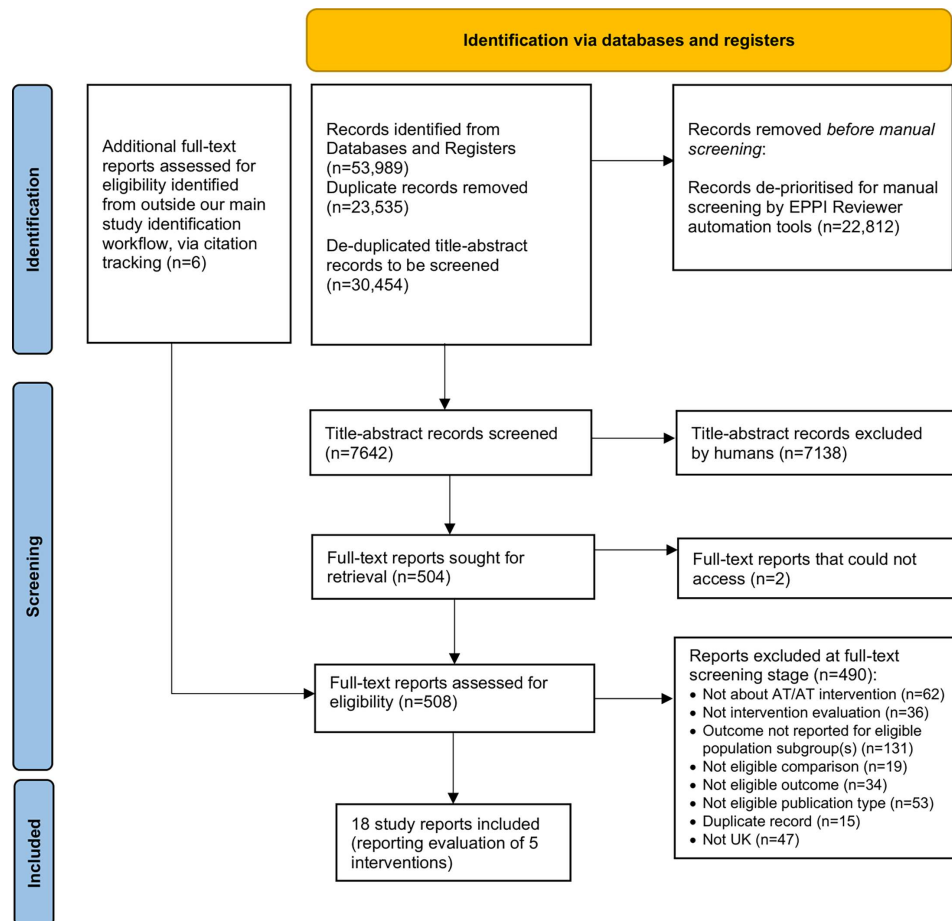 Identification via databases and registers
Identification
Additional full-text
reports assessed for
eligibility identified
from outside our main
study identification
workflow, via citation
tracking (n=6)
Records identified from
Databases and Registers
(n=53,989)
Duplicate records removed
(n=23,535)
De-duplicated title-abstract
records to be screened
(n=30,454)
Records removed before manual
screening:
Records de-prioritised for manual
screening by EPPI Reviewer
automation tools (n=22,812)
Screening
Title-abstract records screened
(n=7642)
Title-abstract records excluded
by humans (n=7138)
Full-text reports sought for
retrieval (n=504)
Full-text reports that could not
access (n=2)
Full-text reports assessed for
eligibility (n=508)
Reports excluded at full-text
screening stage (n=490):
• Not about AT/AT intervention (n=62)
• Not intervention evaluation (n=36)
• Outcome not reported for eligible
population subgroup(s) (n=131)
• Not eligible comparison (n=19)
• Not eligible outcome (n=34)
• Not eligible publication type (n=53)
• Duplicate record (n=15)
• Not UK (n=47)
Included
18 study reports included
(reporting evaluation of 5
interventions)